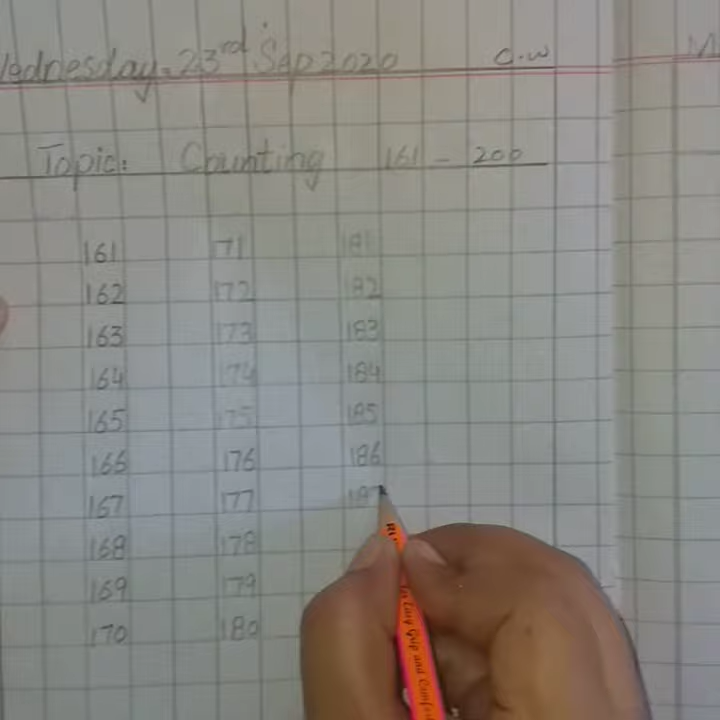 Wednesday. 23rd Sep 2020 C.W
Topic: Counting 161 - 200
161 171 181
162 172 182
163 173 183
164 174 184
165 175 185
166 176 186
167 177 187
168 178
169 179
170 180